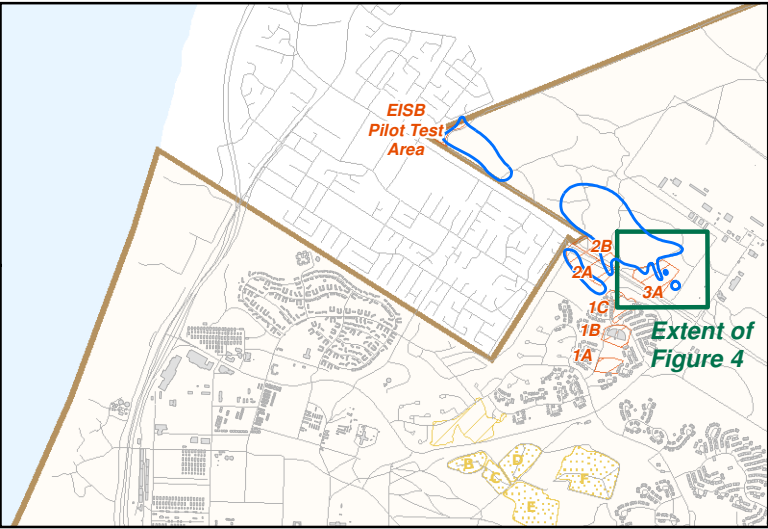 EISB
Pilot Test
Area
2B
2A
3A
1C
1B
1A
Extent of
Figure 4
B
C
D
E
F